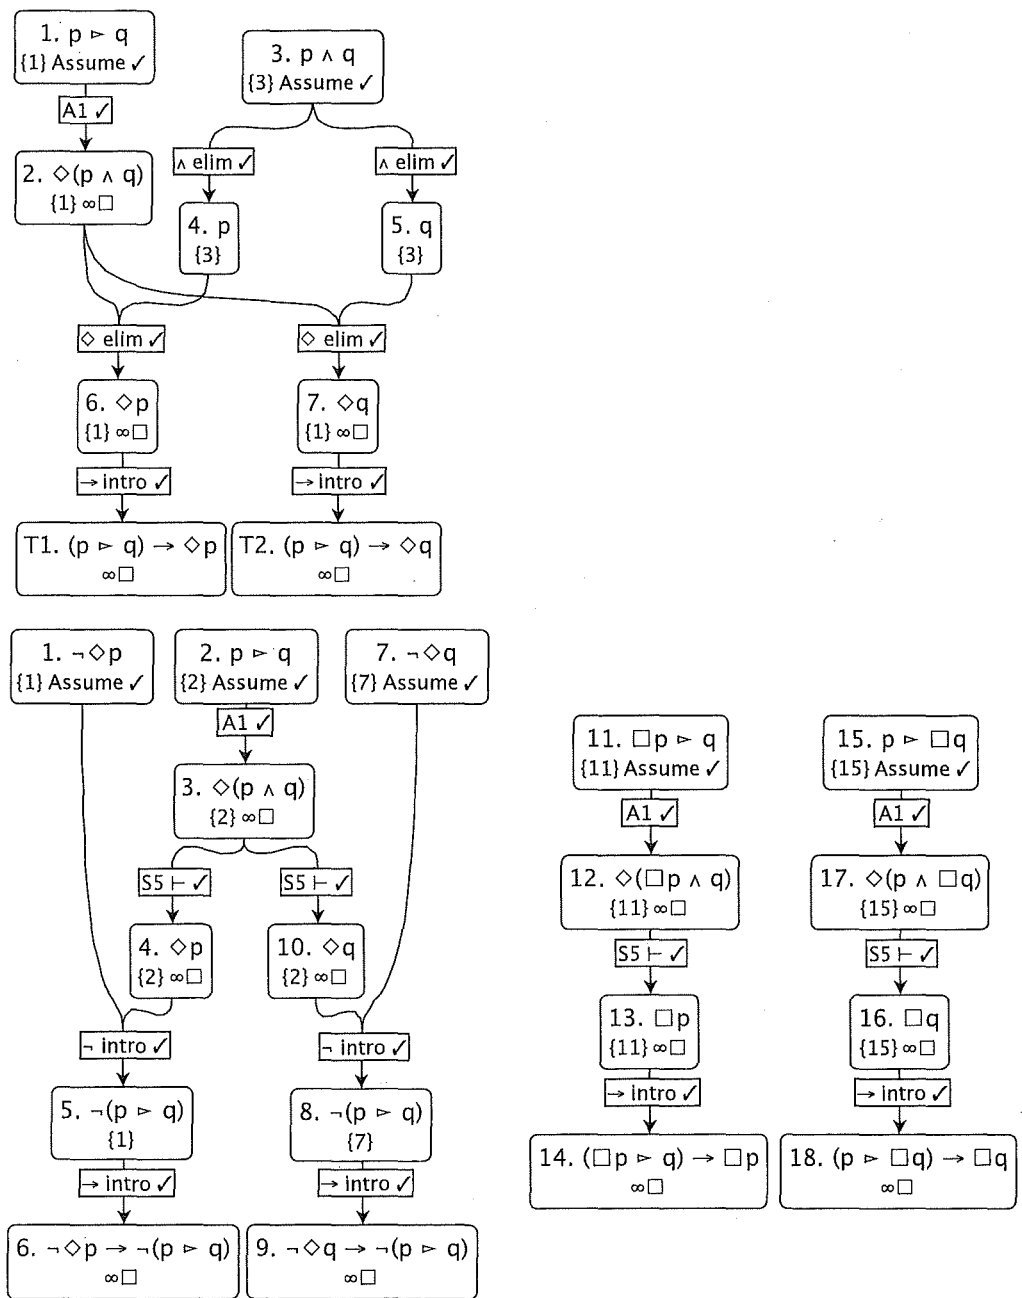 1. p ▻ q
{1} Assume ✓
3. p ∧ q
{3} Assume ✓
A1 ✓
∧ elim ✓
∧ elim ✓
2. ◇(p ∧ q)
{1} ∞□
4. p
{3}
5. q
{3}
◇ elim ✓
◇ elim ✓
6. ◇p
{1} ∞□
7. ◇q
{1} ∞□
→ intro ✓
→ intro ✓
T1. (p ▻ q) → ◇p
∞□
T2. (p ▻ q) → ◇q
∞□
1. ¬◇p
{1} Assume ✓
2. p ▻ q
{2} Assume ✓
7. ¬◇q
{7} Assume ✓
A1 ✓
3. ◇(p ∧ q)
{2} ∞□
S5 ⊢ ✓
S5 ⊢ ✓
4. ◇p
{2} ∞□
10. ◇q
{2} ∞□
¬ intro ✓
¬ intro ✓
5. ¬(p ▻ q)
{1}
8. ¬(p ▻ q)
{7}
→ intro ✓
→ intro ✓
6. ¬◇p → ¬(p ▻ q)
∞□
9. ¬◇q → ¬(p ▻ q)
∞□
11. □p ▻ q
{11} Assume ✓
15. p ▻ □q
{15} Assume ✓
A1 ✓
A1 ✓
12. ◇(□p ∧ q)
{11} ∞□
17. ◇(p ∧ □q)
{15} ∞□
S5 ⊢ ✓
S5 ⊢ ✓
13. □p
{11} ∞□
16. □q
{15} ∞□
→ intro ✓
→ intro ✓
14. (□p ▻ q) → □p
∞□
18. (p ▻ □q) → □q
∞□